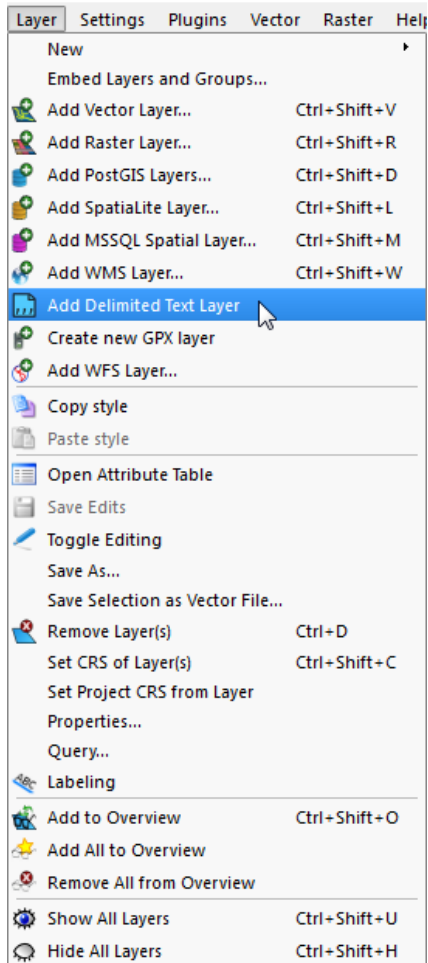 Layer Settings Plugins Vector Raster Help
New
Embed Layers and Groups...
Add Vector Layer... Ctrl+Shift+V
Add Raster Layer... Ctrl+Shift+R
Add PostGIS Layers... Ctrl+Shift+D
Add SpatiaLite Layer... Ctrl+Shift+L
Add MSSQL Spatial Layer... Ctrl+Shift+M
Add WMS Layer... Ctrl+Shift+W
Add Delimited Text Layer
Create new GPX layer
Add WFS Layer...
Copy style
Paste style
Open Attribute Table
Save Edits
Toggle Editing
Save As...
Save Selection as Vector File...
Remove Layer(s) Ctrl+D
Set CRS of Layer(s) Ctrl+Shift+C
Set Project CRS from Layer
Properties...
Query...
Labeling
Add to Overview Ctrl+Shift+O
Add All to Overview
Remove All from Overview
Show All Layers Ctrl+Shift+U
Hide All Layers Ctrl+Shift+H